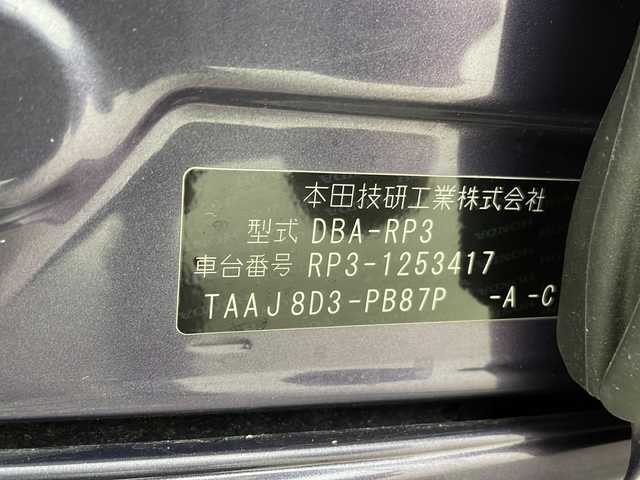 本田技研工業株式会社
型式 DBA-RP3
車台番号 RP3-1253417
TAAJ8D3-PB87P -A -C